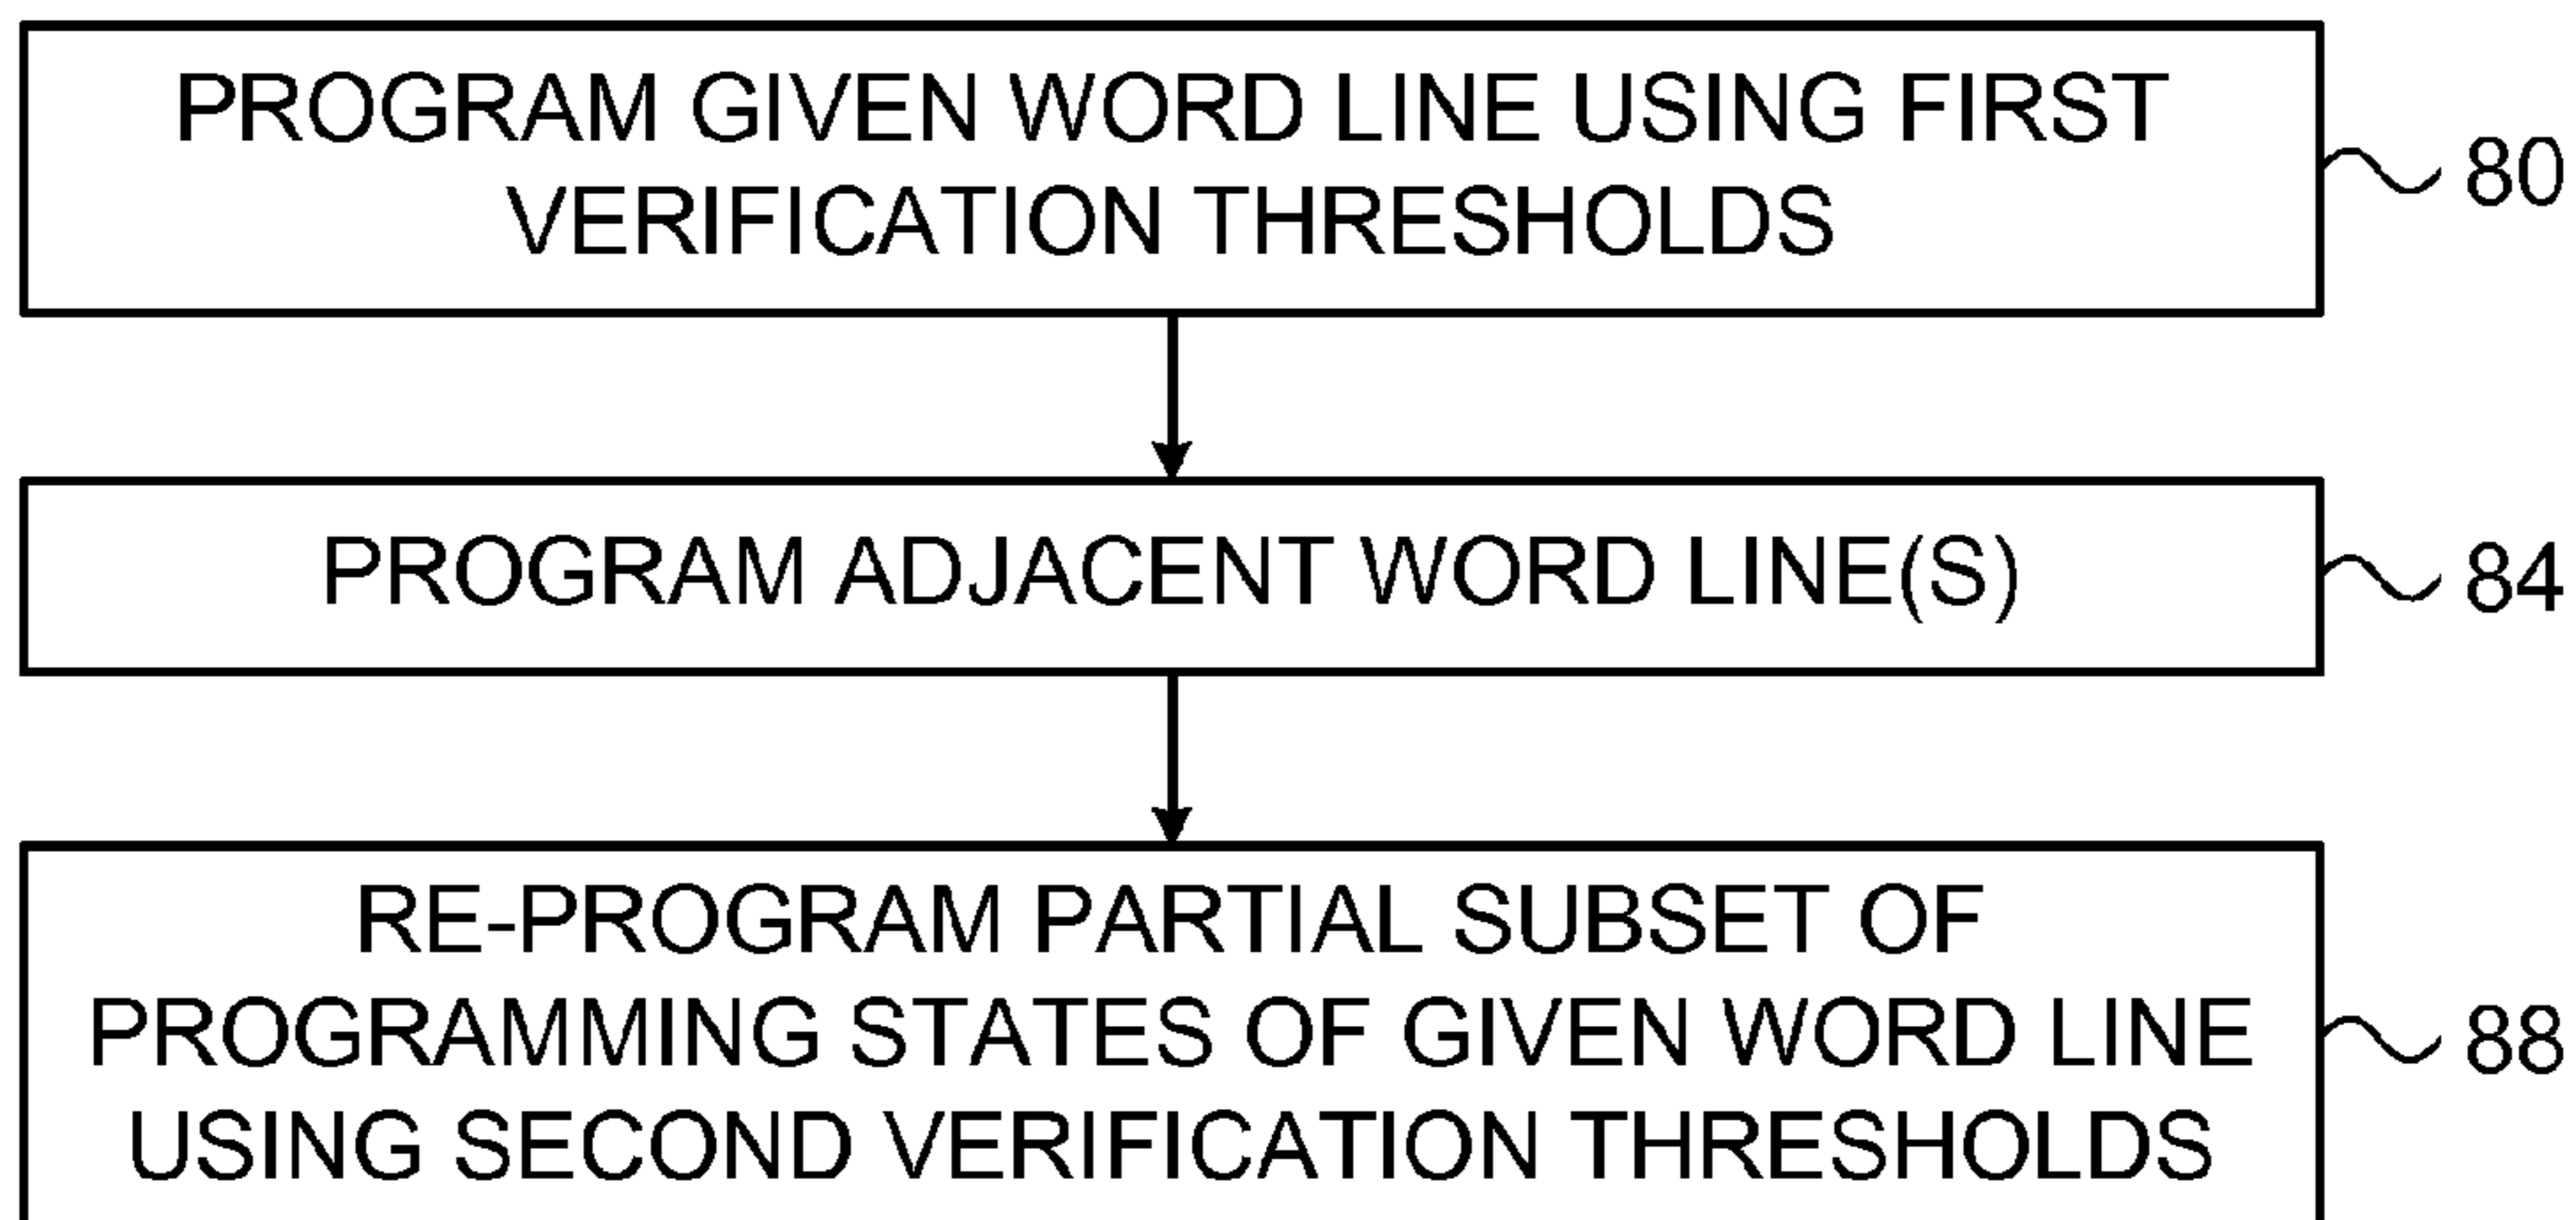 PROGRAM GIVEN WORD LINE USING FIRST
VERIFICATION THRESHOLDS
80
PROGRAM ADJACENT WORD LINE(S)
84
RE-PROGRAM PARTIAL SUBSET OF
PROGRAMMING STATES OF GIVEN WORD LINE
USING SECOND VERIFICATION THRESHOLDS
88